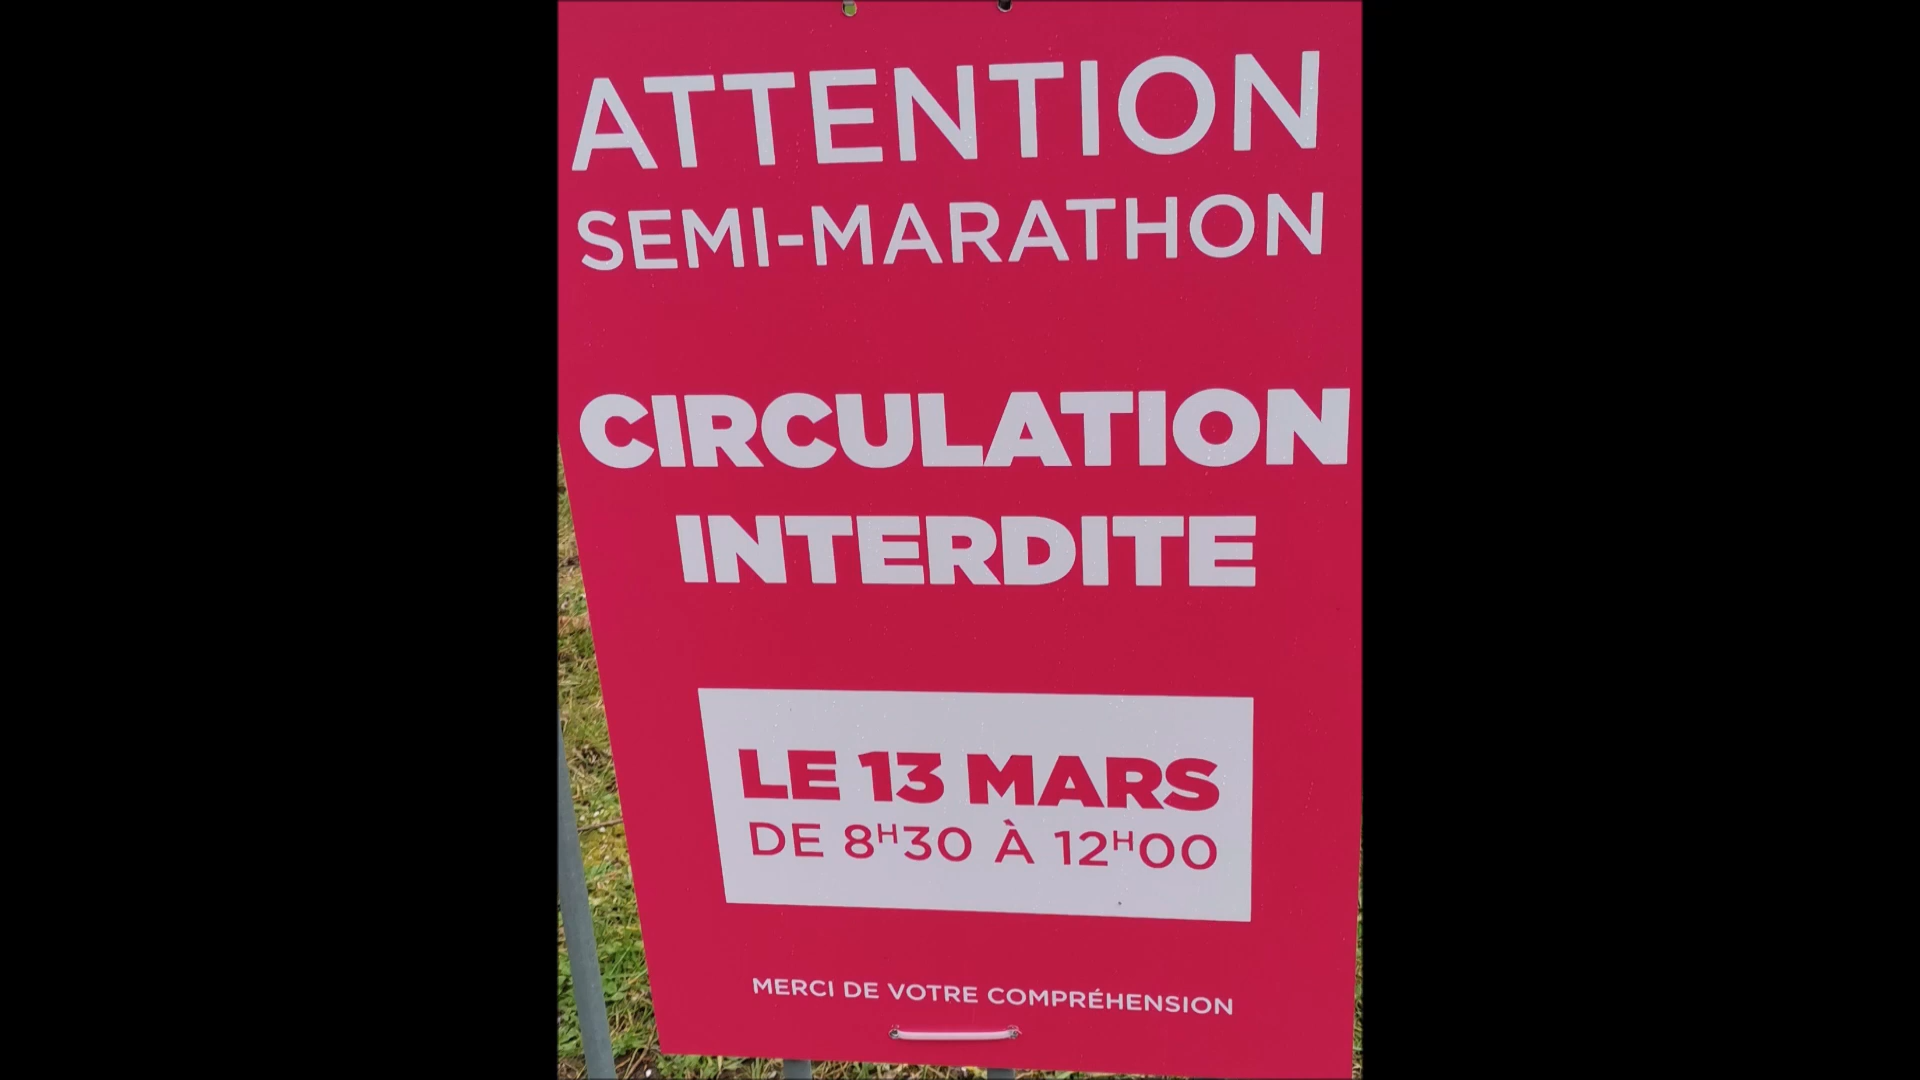 ATTENTION
SEMI-MARATHON
CIRCULATION
INTERDITE
LE 13 MARS
DE 8H30 À 12H00
MERCI DE VOTRE COMPRÉHENSION